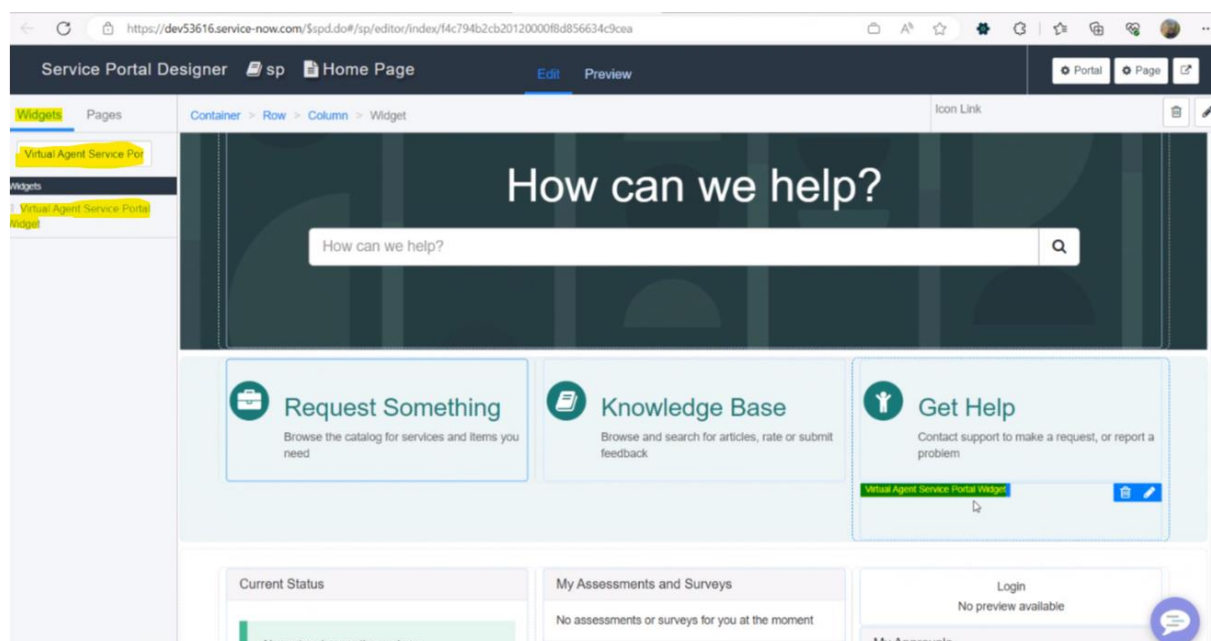 https://dev53616.service-now.com/$spd.do#/sp/editor/index/f4c794b2cb20120000f8d856634c9cea
Service Portal Designer sp Home Page Edit Preview Portal Page
Widgets Pages Container > Row > Column > Widget Icon Link
Virtual Agent Service Por
Widgets
Virtual Agent Service Portal
Widget
How can we help?
How can we help?
Request Something
Browse the catalog for services and items you
need
Knowledge Base
Browse and search for articles, rate or submit
feedback
Get Help
Contact support to make a request, or report a
problem
Virtual Agent Service Portal Widget
Current Status
My Assessments and Surveys
No assessments or surveys for you at the moment
Login
No preview available